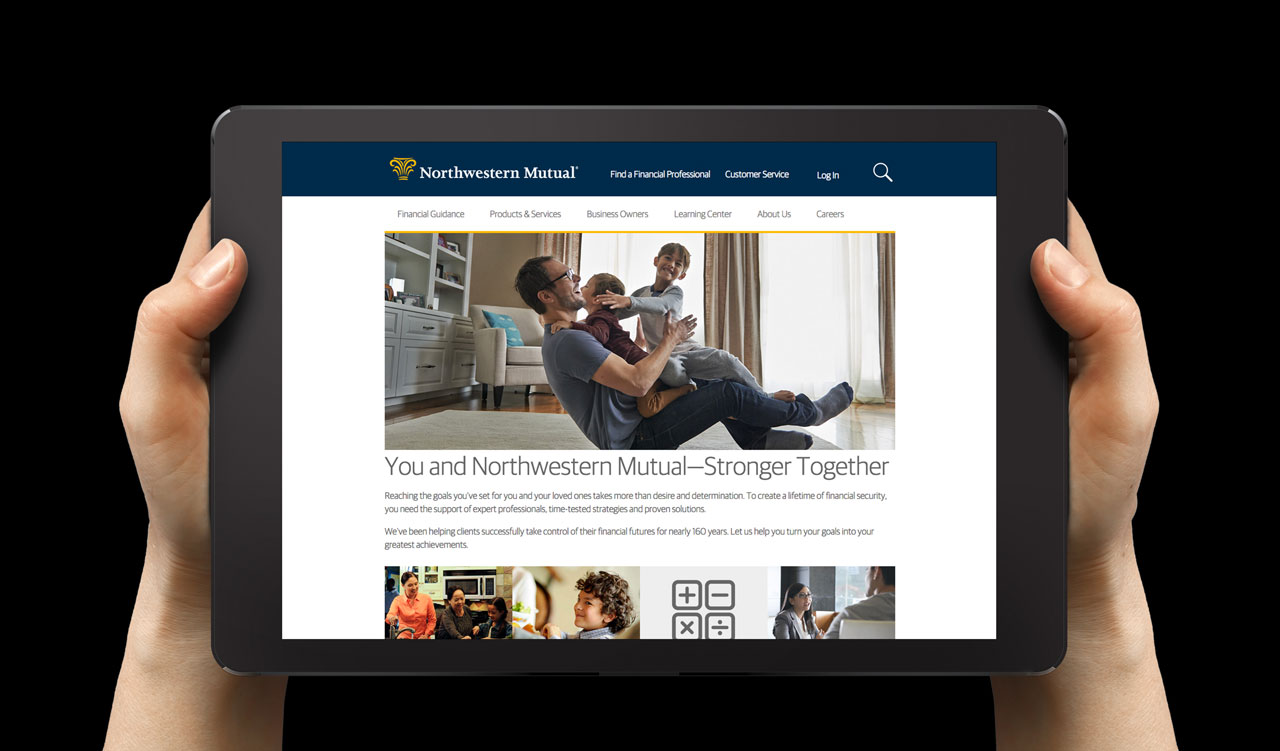 Northwestern Mutual®
Find a Financial Professional Customer Service Log In
Financial Guidance Products & Services Business Owners Learning Center About Us Careers
You and Northwestern Mutual—Stronger Together
Reaching the goals you've set for you and your loved ones takes more than desire and determination. To create a lifetime of financial security,
you need the support of expert professionals, time-tested strategies and proven solutions.
We've been helping clients successfully take control of their financial futures for nearly 160 years. Let us help you turn your goals into your
greatest achievements.